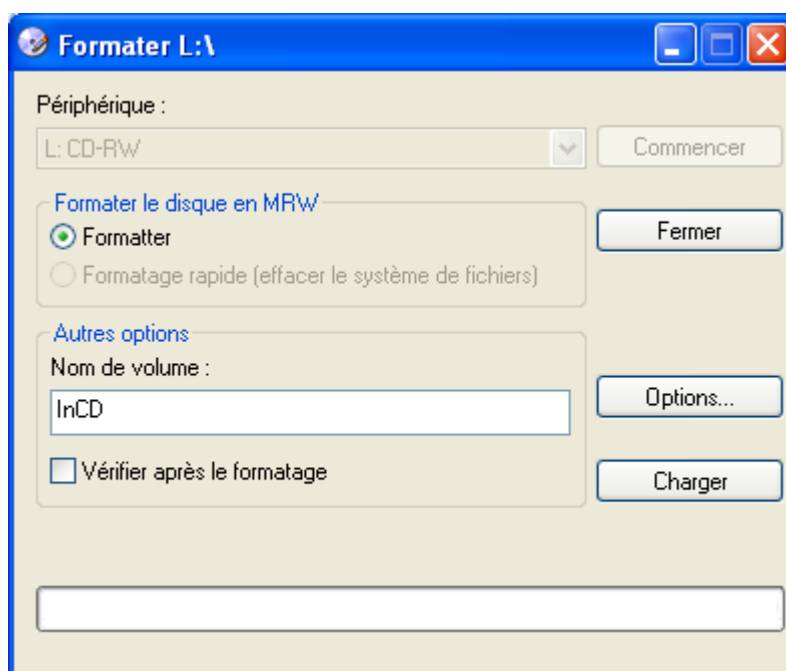 Formater L:\
Périphérique :
L: CD-RW
Commencer
Formater le disque en MRW
Formatter
Fermer
Formatage rapide (effacer le système de fichiers)
Autres options
Nom de volume :
InCD
Options...
Vérifier après le formatage
Charger